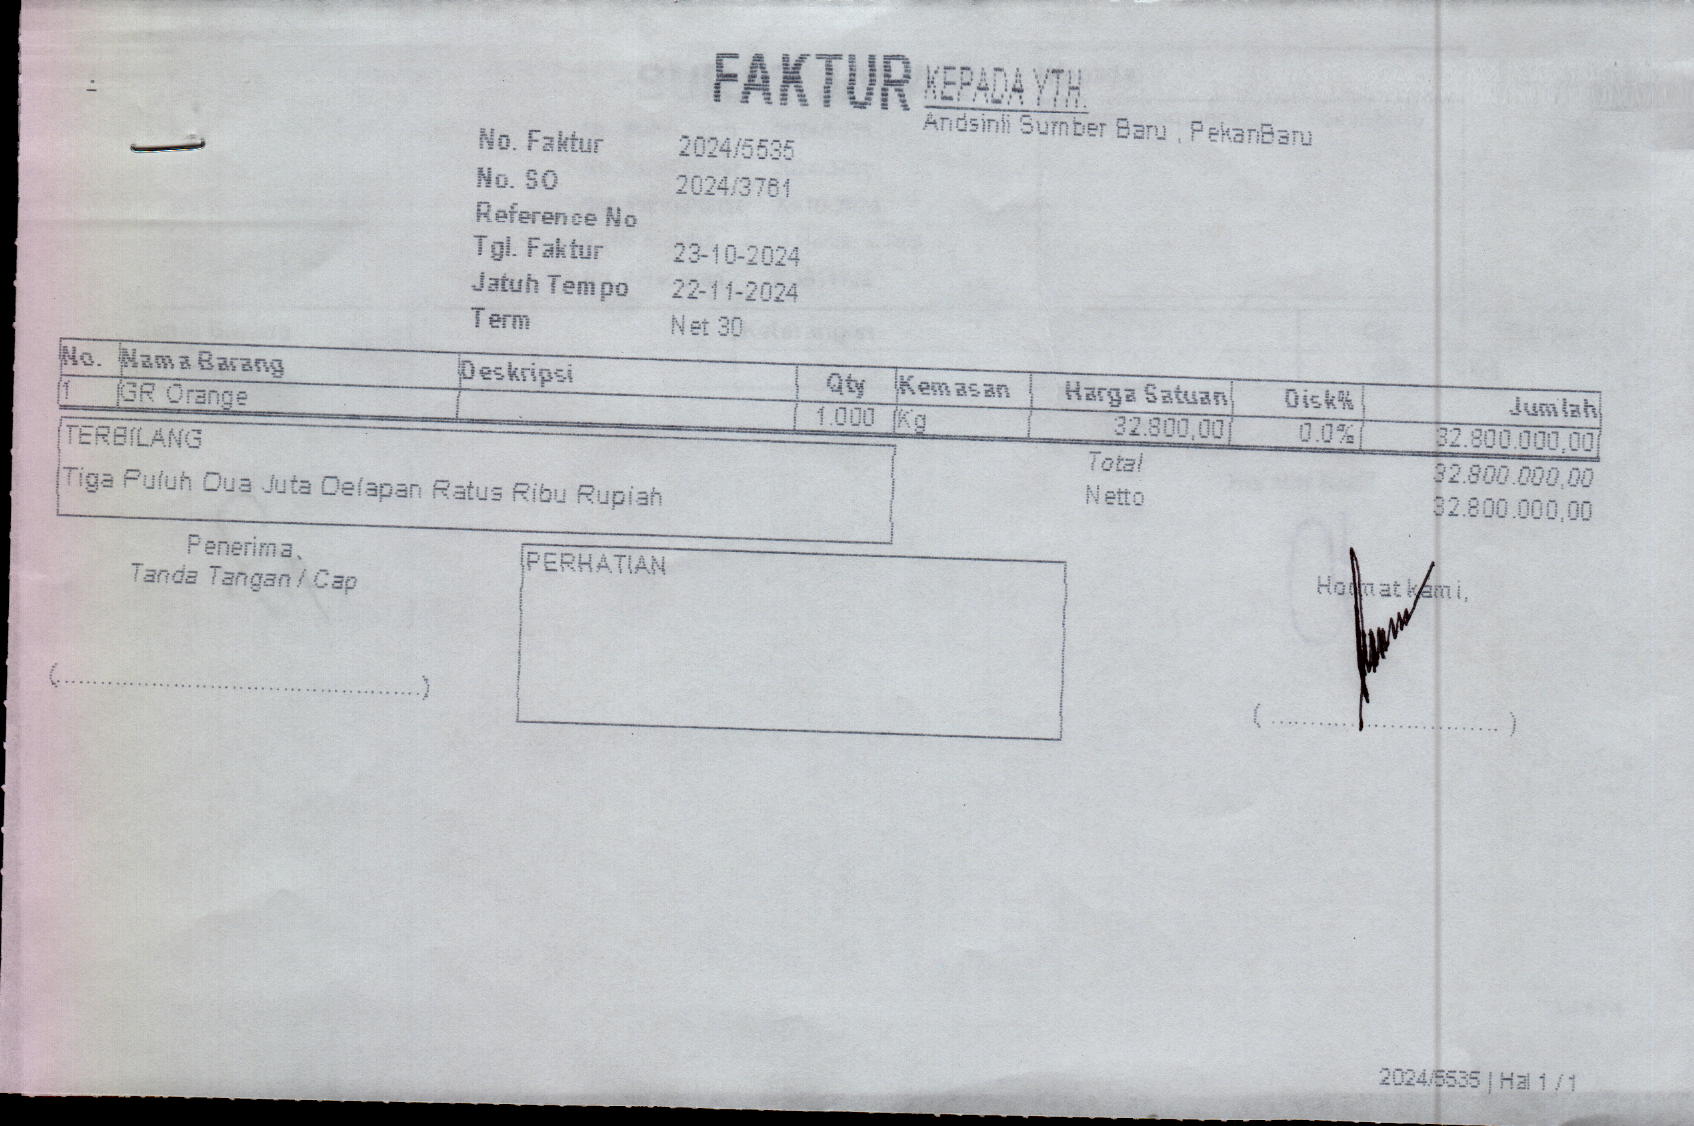 FAKTUR
KEPADA YTH.
Andsinli Sumber Baru , PekanBaru
No. Faktur 2024/5535
No. SO 2024/3761
Reference No
Tgl. Faktur 23-10-2024
Jatuh Tempo 22-11-2024
Term Net 30
No. Nama Barang Deskripsi Qty Kemasan Harga Satuan Disk% Jumlah
1 GR Orange 1.000 Kg 32.800,00 0.0% 32.800.000,00
TERBILANG
Tiga Puluh Dua Juta Delapan Ratus Ribu Rupiah
Total 32.800.000,00
Netto 32.800.000,00
Penerima,
Tanda Tangan / Cap
PERHATIAN
Hormat kami,
(..................................................)
( ............................... )
2024/5535 | Hal 1 / 1